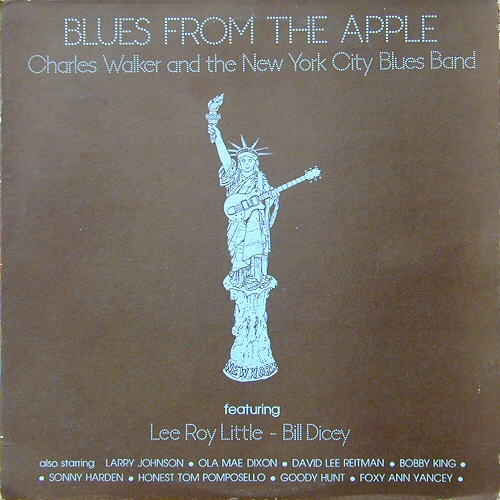 BLUES FROM THE APPLE
Charles Walker and the New York City Blues Band
NEW YORK
featuring
Lee Roy Little - Bill Dicey
also starring LARRY JOHNSON • OLA MAE DIXON • DAVID LEE REITMAN • BOBBY KING •
• SONNY HARDEN • HONEST TOM POMPOSELLO • GOODY HUNT • FOXY ANN YANCEY •